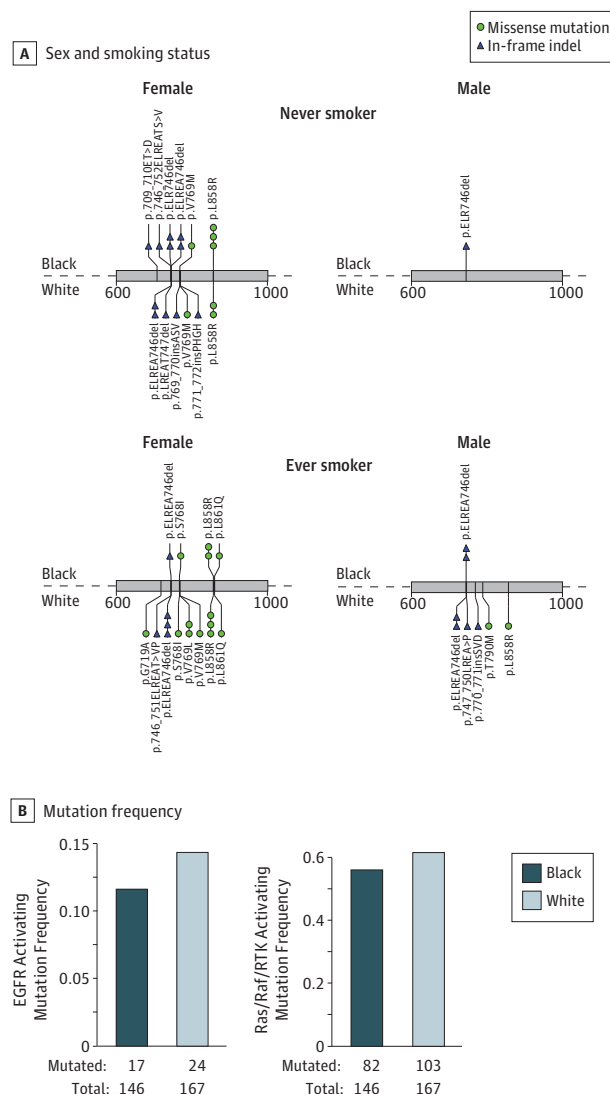 Missense mutation
In-frame indel
A Sex and smoking status
Female
Male
Never smoker
p.709_710ET>D
p.746_752ELREATS>V
p.ELR746del
p.ELREA746del
p.V769M
p.L858R
p.ELR746del
Black
White
600
1000
Black
White
600
1000
p.ELREA746del
p.LREAT747del
p.769_770insASV
p.V769M
p.771_772insPHGH
p.L858R
Female
Male
Ever smoker
p.ELREA746del
p.S768I
p.L858R
p.L861Q
p.ELREA746del
Black
White
600
1000
Black
White
600
1000
p.G719A
p.746_751ELREAT>VP
p.ELREA746del
p.S768I
p.V769L
p.V769M
p.L858R
p.L861Q
p.ELREA746del
p.747_750LREA>P
p.770_771insSVD
p.T790M
p.L858R
B Mutation frequency
EGFR Activating
Mutation Frequency
0.15
0.10
0.05
0
Mutated: 17 24
Total: 146 167
Ras/Raf/RTK Activating
Mutation Frequency
0.6
0.4
0.2
0
Mutated: 82 103
Total: 146 167
Black
White